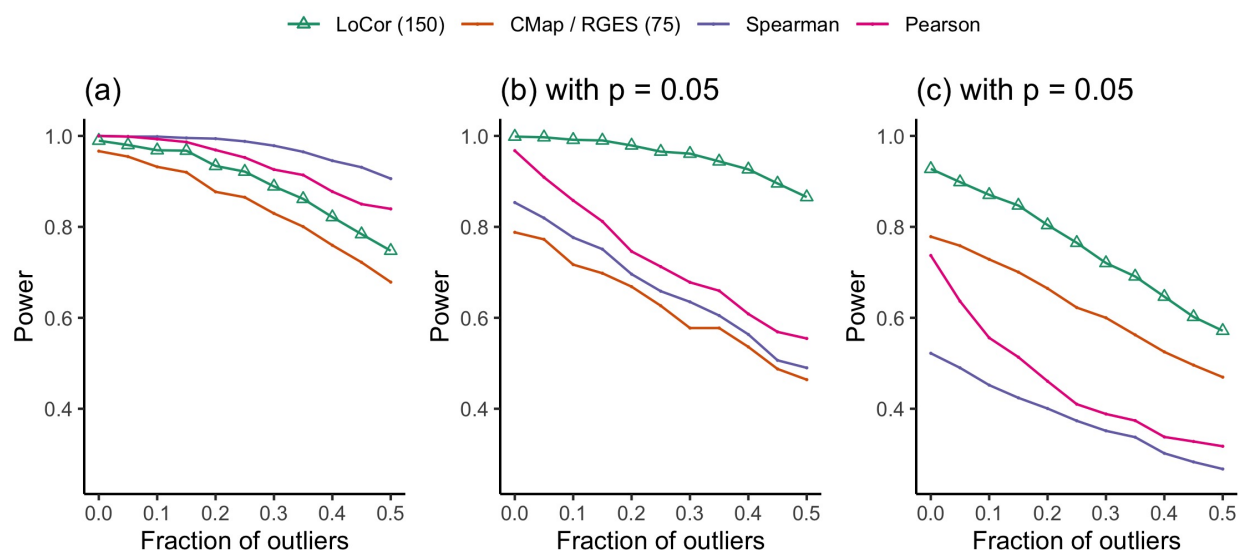 LoCor (150) CMap / RGES (75) Spearman Pearson
(a) (b) with p = 0.05 (c) with p = 0.05
Power
1.0
0.8
0.6
0.4
0.0 0.1 0.2 0.3 0.4 0.5
Fraction of outliers
Power
1.0
0.8
0.6
0.4
0.0 0.1 0.2 0.3 0.4 0.5
Fraction of outliers
Power
1.0
0.8
0.6
0.4
0.0 0.1 0.2 0.3 0.4 0.5
Fraction of outliers